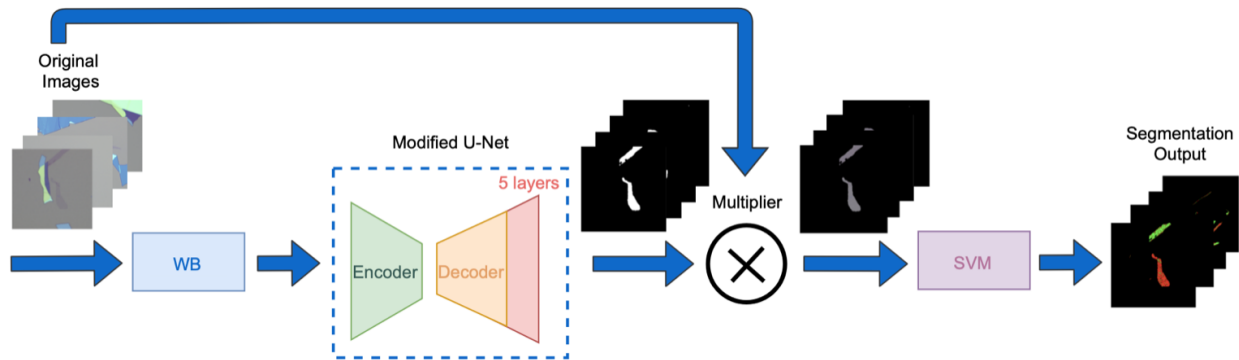 Original
Images
WB
Modified U-Net
5 layers
Encoder
Decoder
Multiplier
SVM
Segmentation
Output